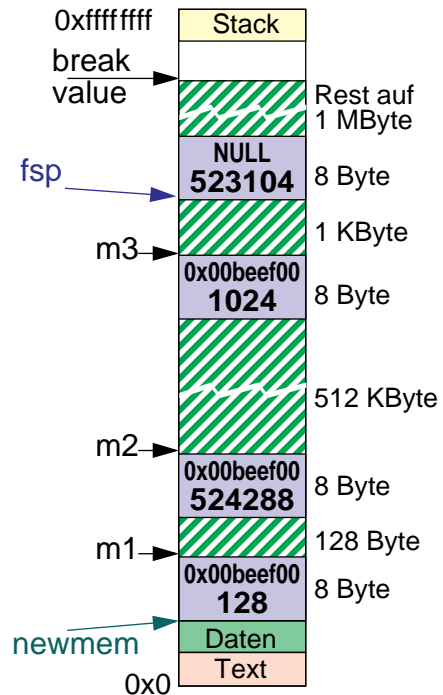 0xffffffff
Stack
break
value
Rest auf
1 MByte
NULL
523104
8 Byte
fsp
1 KByte
m3
0x00beef00
1024
8 Byte
512 KByte
m2
0x00beef00
524288
8 Byte
128 Byte
m1
0x00beef00
128
8 Byte
newmem
Daten
Text
0x0